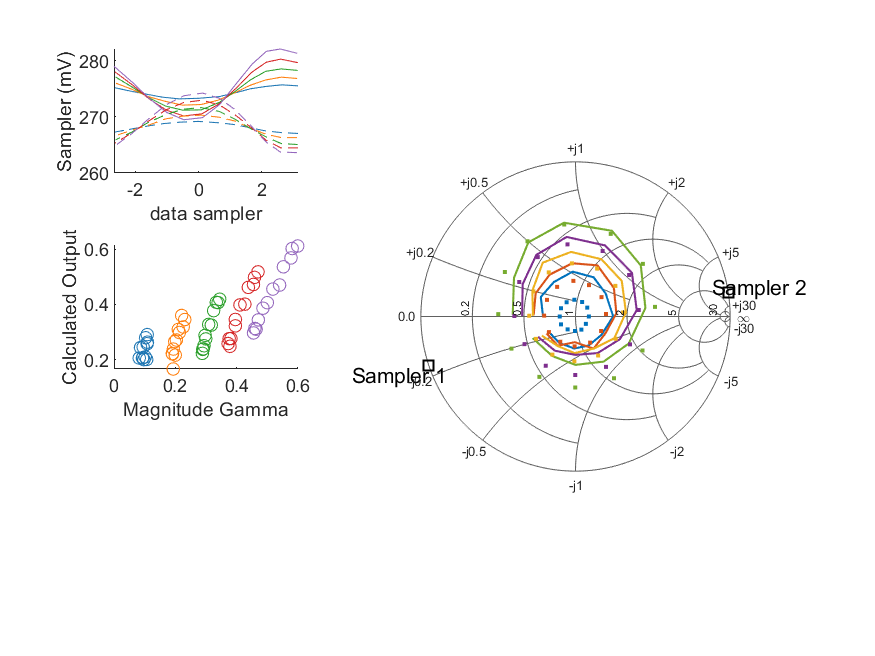 280
270
260
Sampler (mV)
-2
0
2
data sampler
0.6
0.4
0.2
Calculated Output
0
0.2
0.4
0.6
Magnitude Gamma
+j1
+j0.5
+j2
+j0.2
+j5
Sampler 2
+j30
0.0
0.2
0.5
1
2
5
30
∞
-j30
Sampler 1
-j0.2
-j5
-j0.5
-j2
-j1